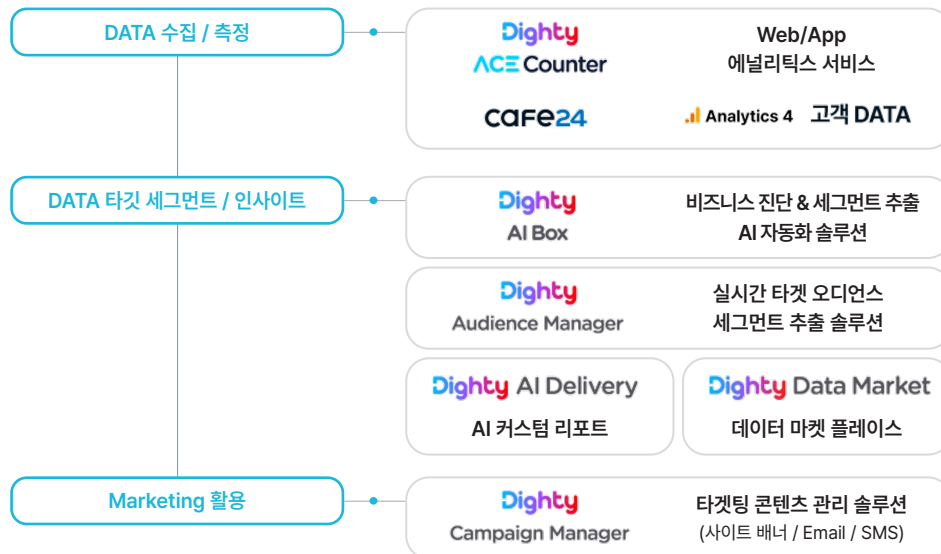 DATA 수집 / 측정
Dighty
ACE Counter
Web/App
에널리틱스 서비스
cafe24
Analytics 4
고객 DATA
DATA 타깃 세그먼트 / 인사이트
Dighty
AI Box
비즈니스 진단 & 세그먼트 추출
AI 자동화 솔루션
Dighty
Audience Manager
실시간 타겟 오디언스
세그먼트 추출 솔루션
Dighty AI Delivery
AI 커스텀 리포트
Dighty Data Market
데이터 마켓 플레이스
Marketing 활용
Dighty
Campaign Manager
타겟팅 콘텐츠 관리 솔루션
(사이트 배너 / Email / SMS)